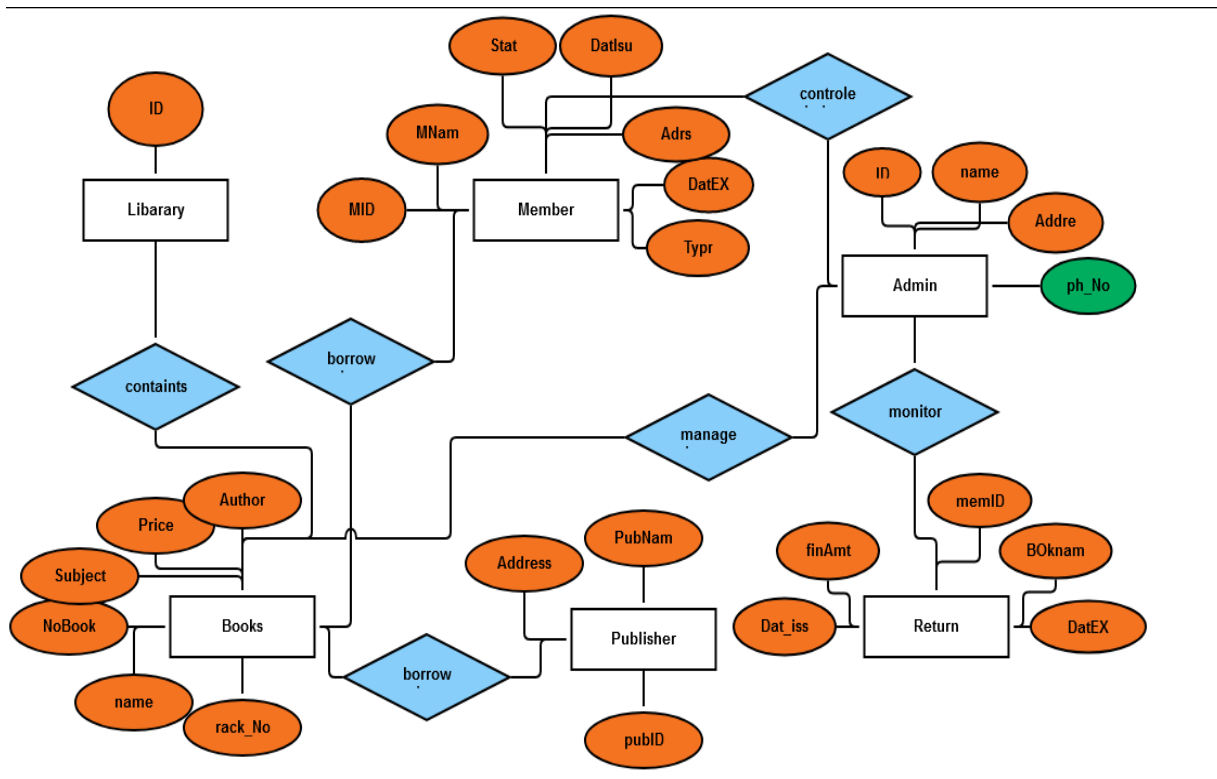 Stat
DatIsu
controle
ID
MNam
Adrs
ID
name
MID
Member
DatEX
Libarary
Addre
Typr
Admin
ph_No
borrow
containts
monitor
manage
Author
memID
Price
PubNam
finAmt
BOknam
Subject
Address
NoBook
Books
Publisher
Dat_iss
Return
DatEX
borrow
name
rack_No
pubID